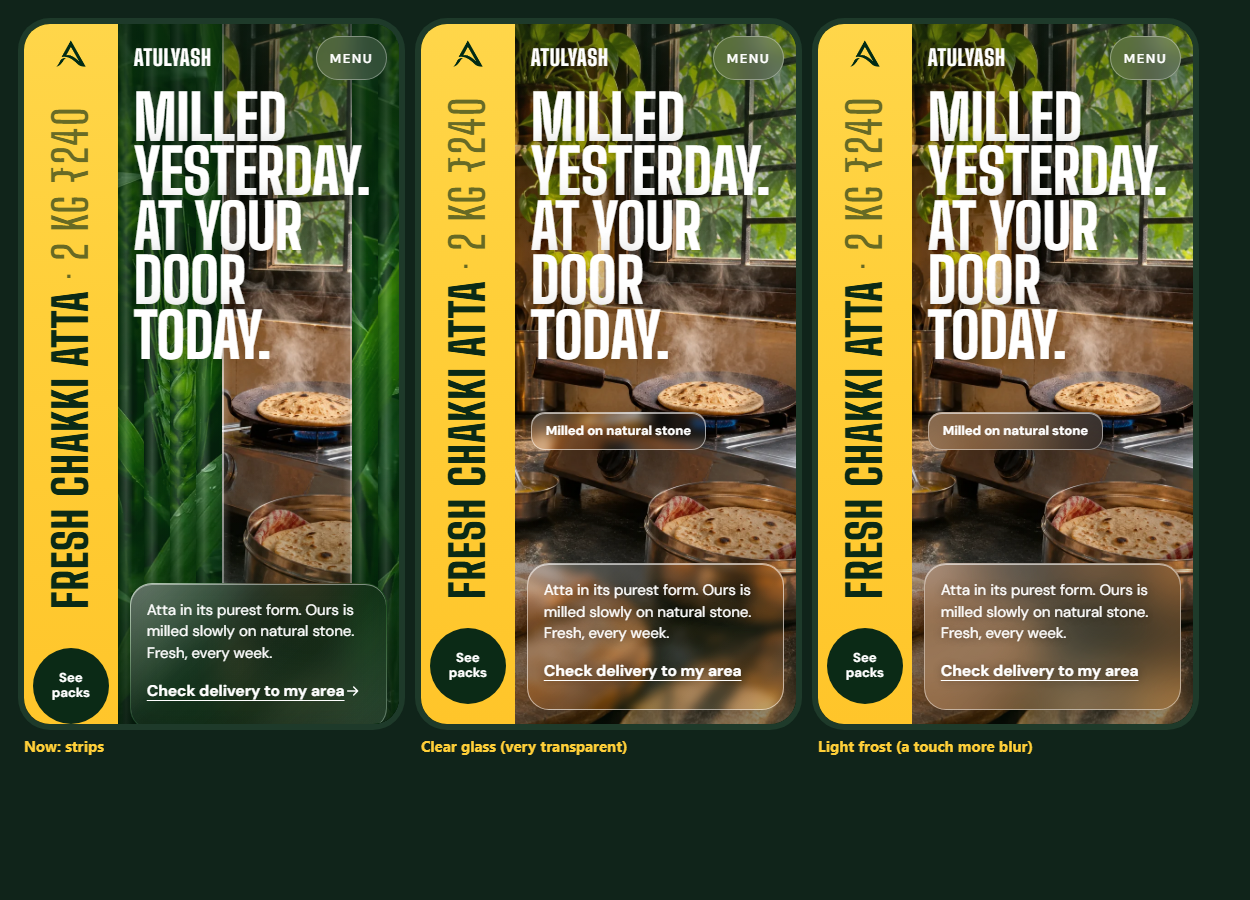 FRESH CHAKKI ATTA · 2 KG ₹240
See
packs
ATULYASH
MENU
MILLED
YESTERDAY.
AT YOUR
DOOR
TODAY.
Atta in its purest form. Ours is
milled slowly on natural stone.
Fresh, every week.
Check delivery to my area→
Now: strips
FRESH CHAKKI ATTA · 2 KG ₹240
See
packs
ATULYASH
MENU
MILLED
YESTERDAY.
AT YOUR
DOOR
TODAY.
Milled on natural stone
Atta in its purest form. Ours is
milled slowly on natural stone.
Fresh, every week.
Check delivery to my area
Clear glass (very transparent)
FRESH CHAKKI ATTA · 2 KG ₹240
See
packs
ATULYASH
MENU
MILLED
YESTERDAY.
AT YOUR
DOOR
TODAY.
Milled on natural stone
Atta in its purest form. Ours is
milled slowly on natural stone.
Fresh, every week.
Check delivery to my area
Light frost (a touch more blur)